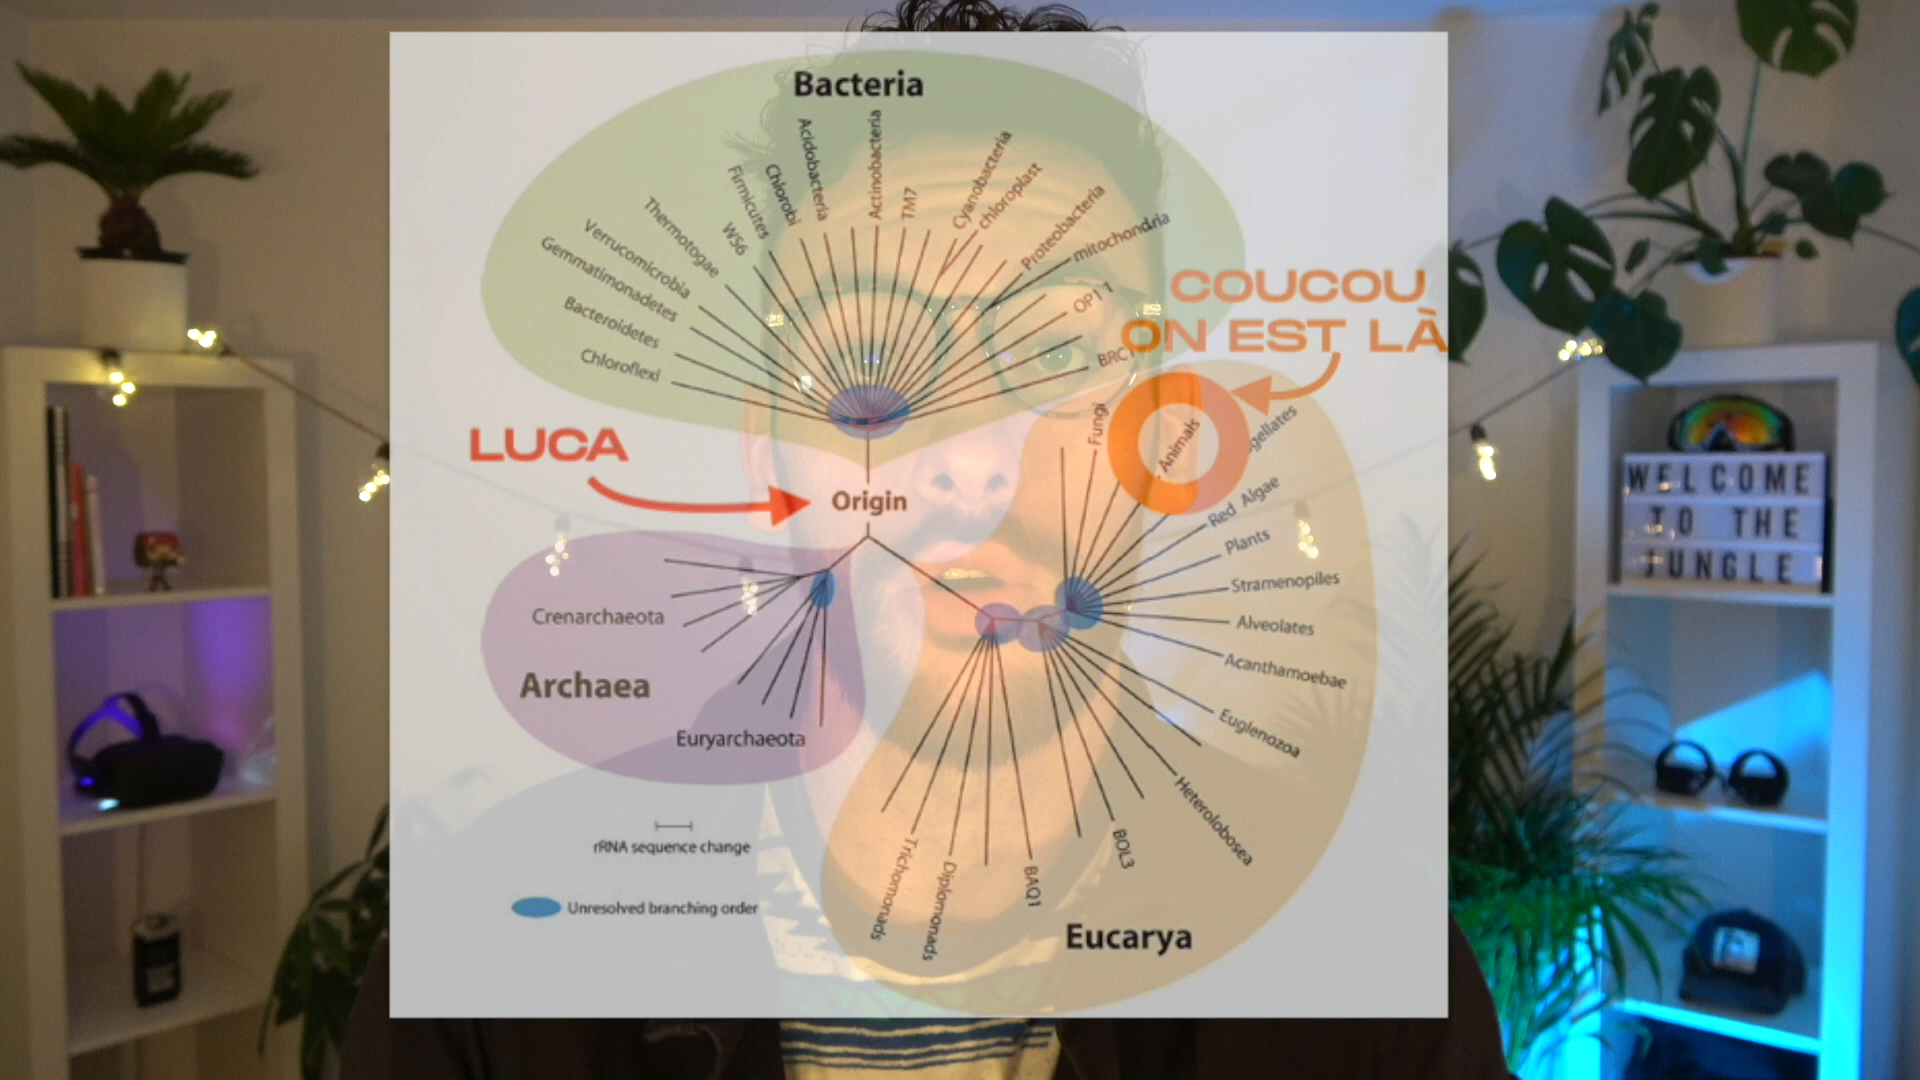 Bacteria
Acidobacteria
Actinobacteria
Chlorobi
Firmicutes
WS6
TM7
Cyanobacteria
chloroplast
Proteobacteria
mitochondria
Thermotogae
Verrucomicrobia
Gemmatimonadetes
Bacteroidetes
Chloroflexi
OP11
COUCOU
ON EST LÀ
Fungi
Animals
LUCA
Origin
Red Algae
Plants
Stramenopiles
Alveolates
Acanthamoebae
Euglenozoa
Heterolobosea
BOL3
BAQ1
Diplomonads
Trichomonads
Eucarya
Crenarchaeota
Archaea
Euryarchaeota
rRNA sequence change
Unresolved branching order
WELCOME
TO THE
JUNGLE